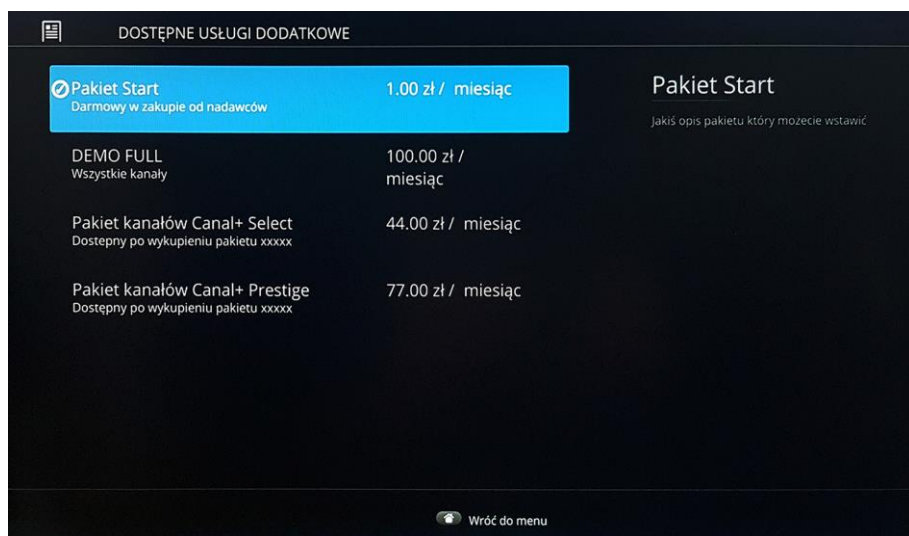 DOSTĘPNE USŁUGI DODATKOWE
Pakiet Start 1.00 zł / miesiąc
Darmowy w zakupie od nadawców
DEMO FULL 100.00 zł /
Wszystkie kanały miesiąc
Pakiet kanałów Canal+ Select 44.00 zł / miesiąc
Dostepny po wykupieniu pakietu xxxxx
Pakiet kanałów Canal+ Prestige 77.00 zł / miesiąc
Dostępny po wykupieniu pakietu xxxxx
Pakiet Start
Jakiś opis pakietu który możecie wstawić
Wróć do menu